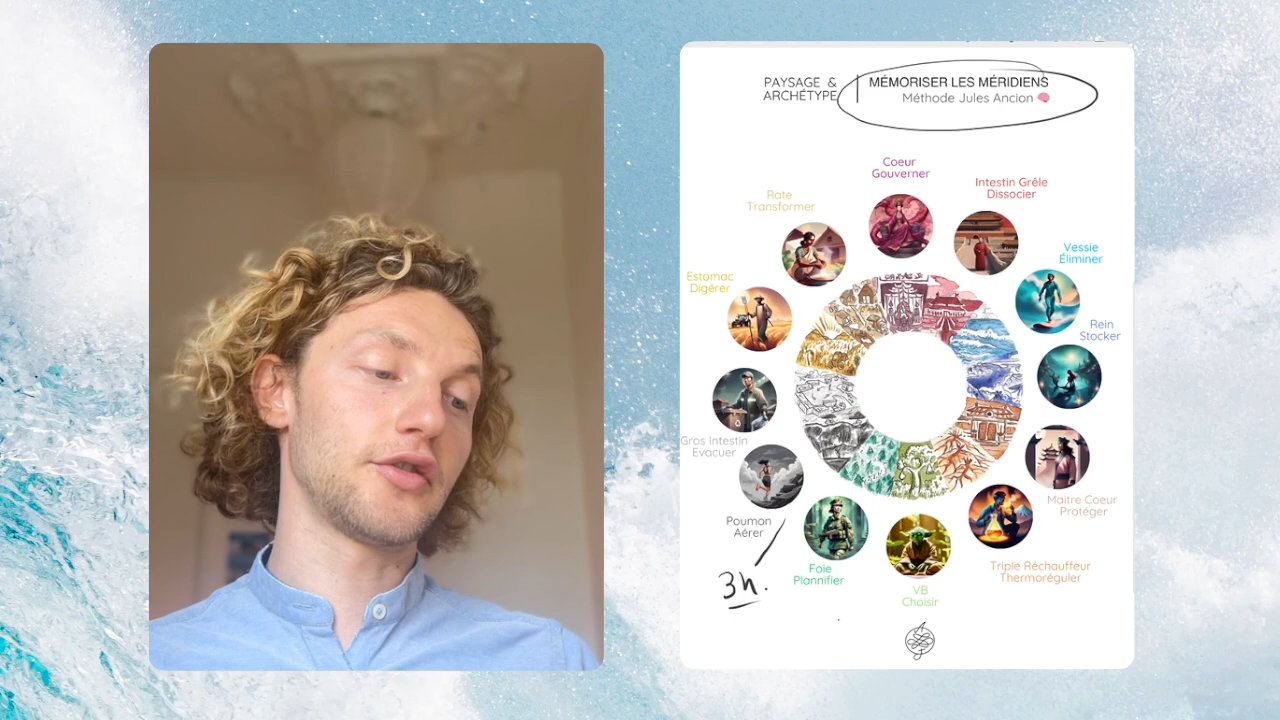 PAYSAGE &
ARCHÉTYPE
MÉMORISER LES MÉRIDIENS
Méthode Jules Ancion
Coeur
Gouverner
Intestin Grêle
Dissocier
Rate
Transformer
Vessie
Éliminer
Estomac
Digérer
Rein
Stocker
Gros Intestin
Evacuer
Maitre Coeur
Protéger
Poumon
Aérer
Foie
Plannifier
Triple Réchauffeur
Thermoréguler
VB
Choisir
3h.